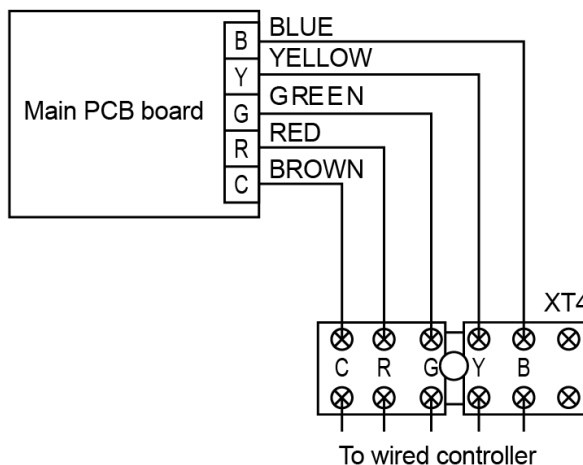 B BLUE
Y YELLOW
Main PCB board G GREEN
R RED
C BROWN
XT4
C R G Y B
To wired controller